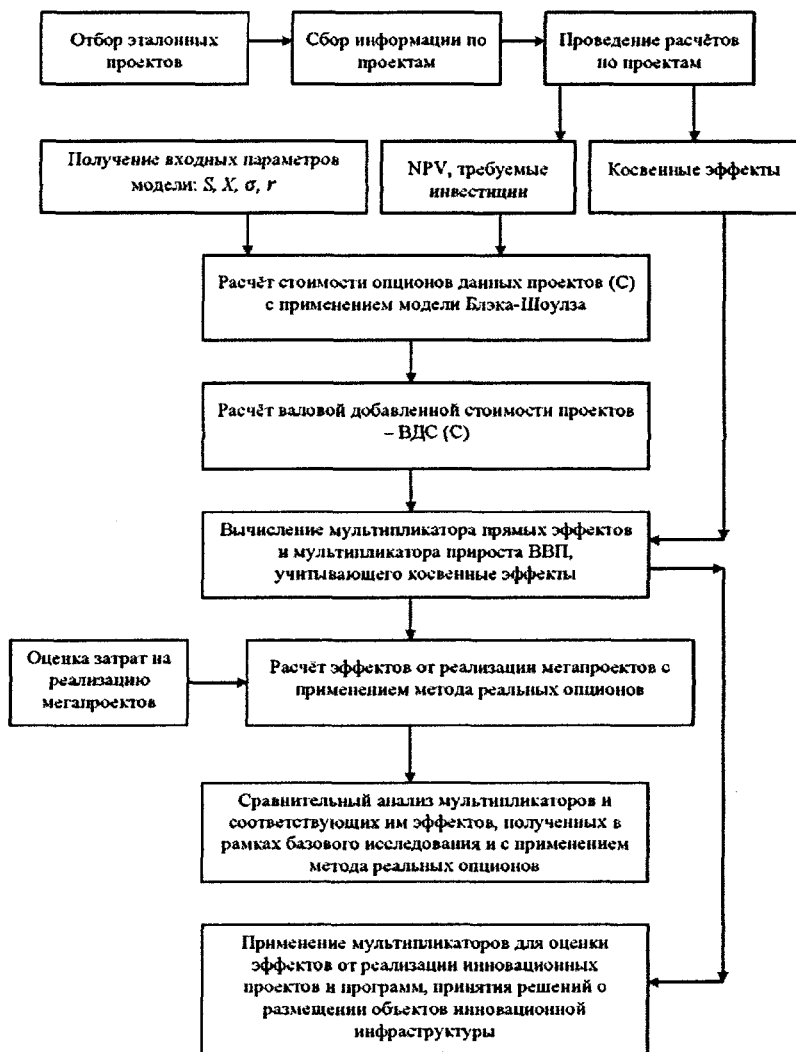 Отбор эталонных
проектов
Сбор информации по
проектам
Проведение расчётов
по проектам
Получение входных параметров
модели: S, X, σ, r
NPV, требуемые
инвестиции
Косвенные эффекты
Расчёт стоимости опционов данных проектов (С)
с применением модели Блэка-Шоулза
Расчёт валовой добавленной стоимости проектов
– ВДС (С)
Вычисление мультипликатора прямых эффектов
и мультипликатора прироста ВВП,
учитывающего косвенные эффекты
Оценка затрат на
реализацию
мегапроектов
Расчёт эффектов от реализации мегапроектов с
применением метода реальных опционов
Сравнительный анализ мультипликаторов и
соответствующих им эффектов, полученных в
рамках базового исследования и с применением
метода реальных опционов
Применение мультипликаторов для оценки
эффектов от реализации инновационных
проектов и программ, принятия решений о
размещении объектов инновационной
инфраструктуры